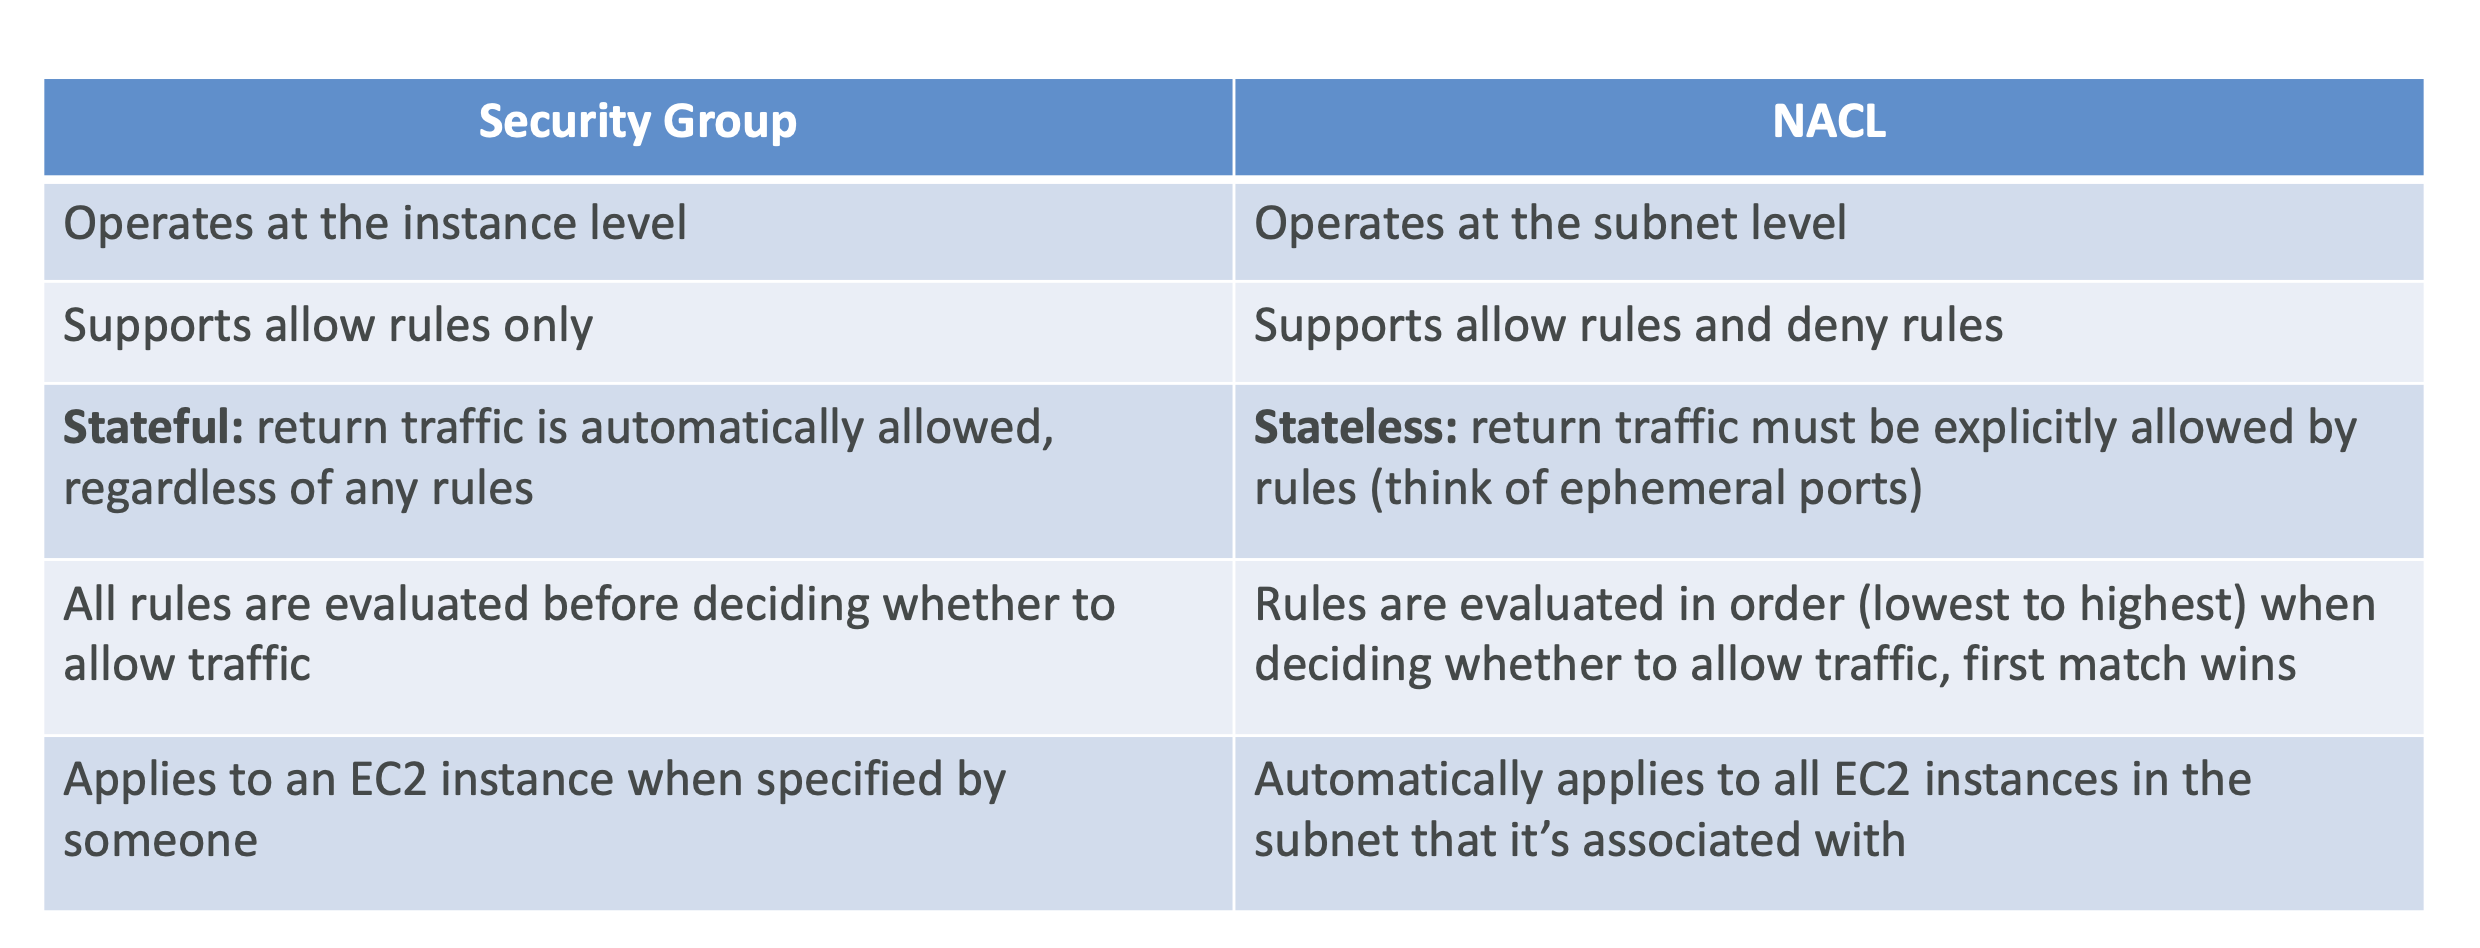 Security Group
NACL
Operates at the instance level
Operates at the subnet level
Supports allow rules only
Supports allow rules and deny rules
Stateful: return traffic is automatically allowed,
regardless of any rules
Stateless: return traffic must be explicitly allowed by
rules (think of ephemeral ports)
All rules are evaluated before deciding whether to
allow traffic
Rules are evaluated in order (lowest to highest) when
deciding whether to allow traffic, first match wins
Applies to an EC2 instance when specified by
someone
Automatically applies to all EC2 instances in the
subnet that it’s associated with